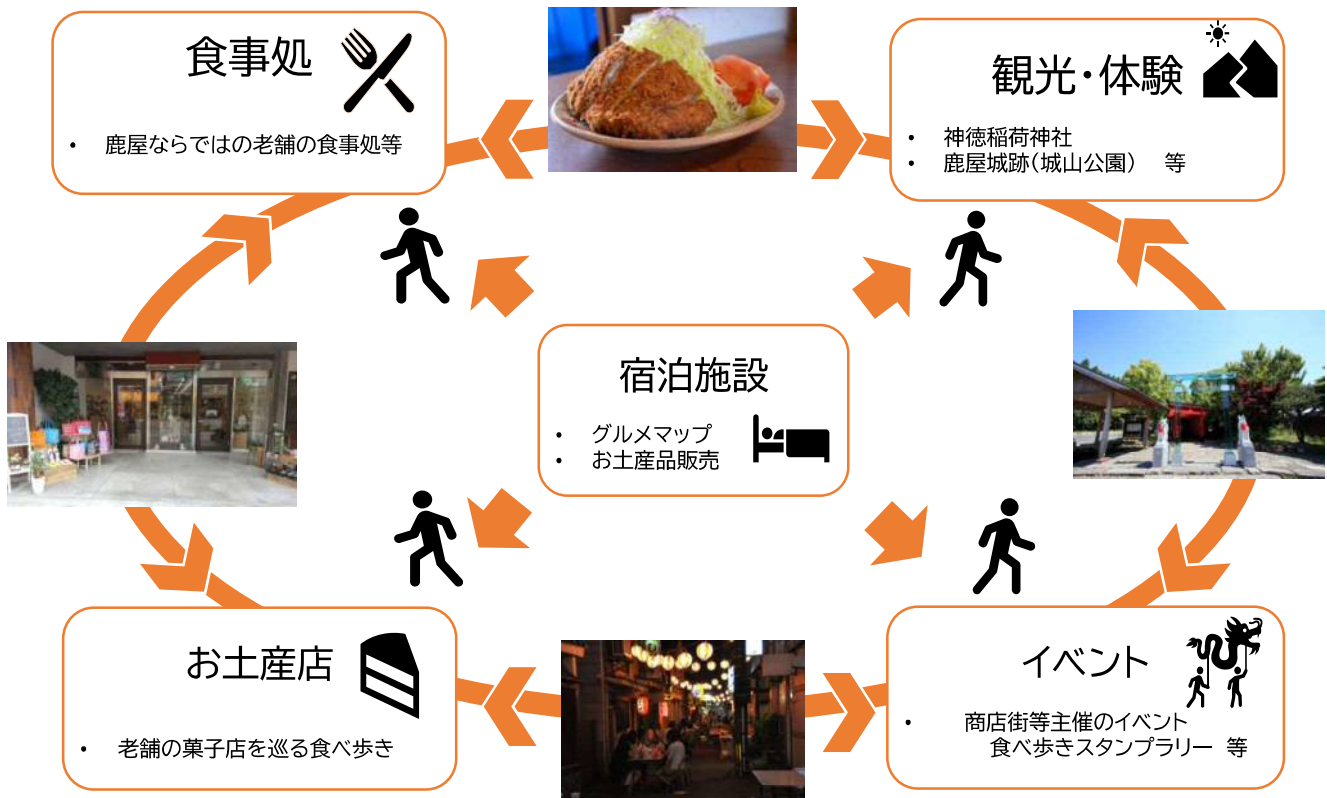 食事処
• 鹿屋ならではの老舗の食事処等
観光・体験
• 神徳稲荷神社
• 鹿屋城跡(城山公園) 等
宿泊施設
• グルメマップ
• お土産品販売
お土産店
• 老舗の菓子店を巡る食べ歩き
イベント
• 商店街等主催のイベント
食べ歩きスタンプラリー 等